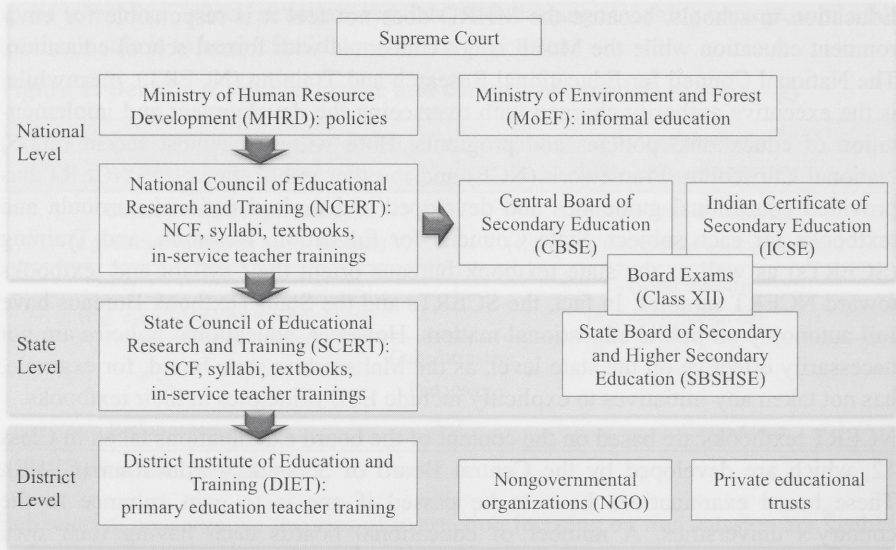 Supreme Court
National
Level
Ministry of Human Resource
Development (MHRD): policies
Ministry of Environment and Forest
(MoEF): informal education
National Council of Educational
Research and Training (NCERT):
NCF, syllabi, textbooks,
in-service teacher trainings
Central Board of
Secondary Education
(CBSE)
Indian Certificate of
Secondary Education
(ICSE)
Board Exams
(Class XII)
State
Level
State Council of Educational
Research and Training (SCERT):
SCF, syllabi, textbooks,
in-service teacher trainings
State Board of Secondary
and Higher Secondary
Education (SBSHSE)
District
Level
District Institute of Education and
Training (DIET):
primary education teacher training
Nongovernmental
organizations (NGO)
Private educational
trusts